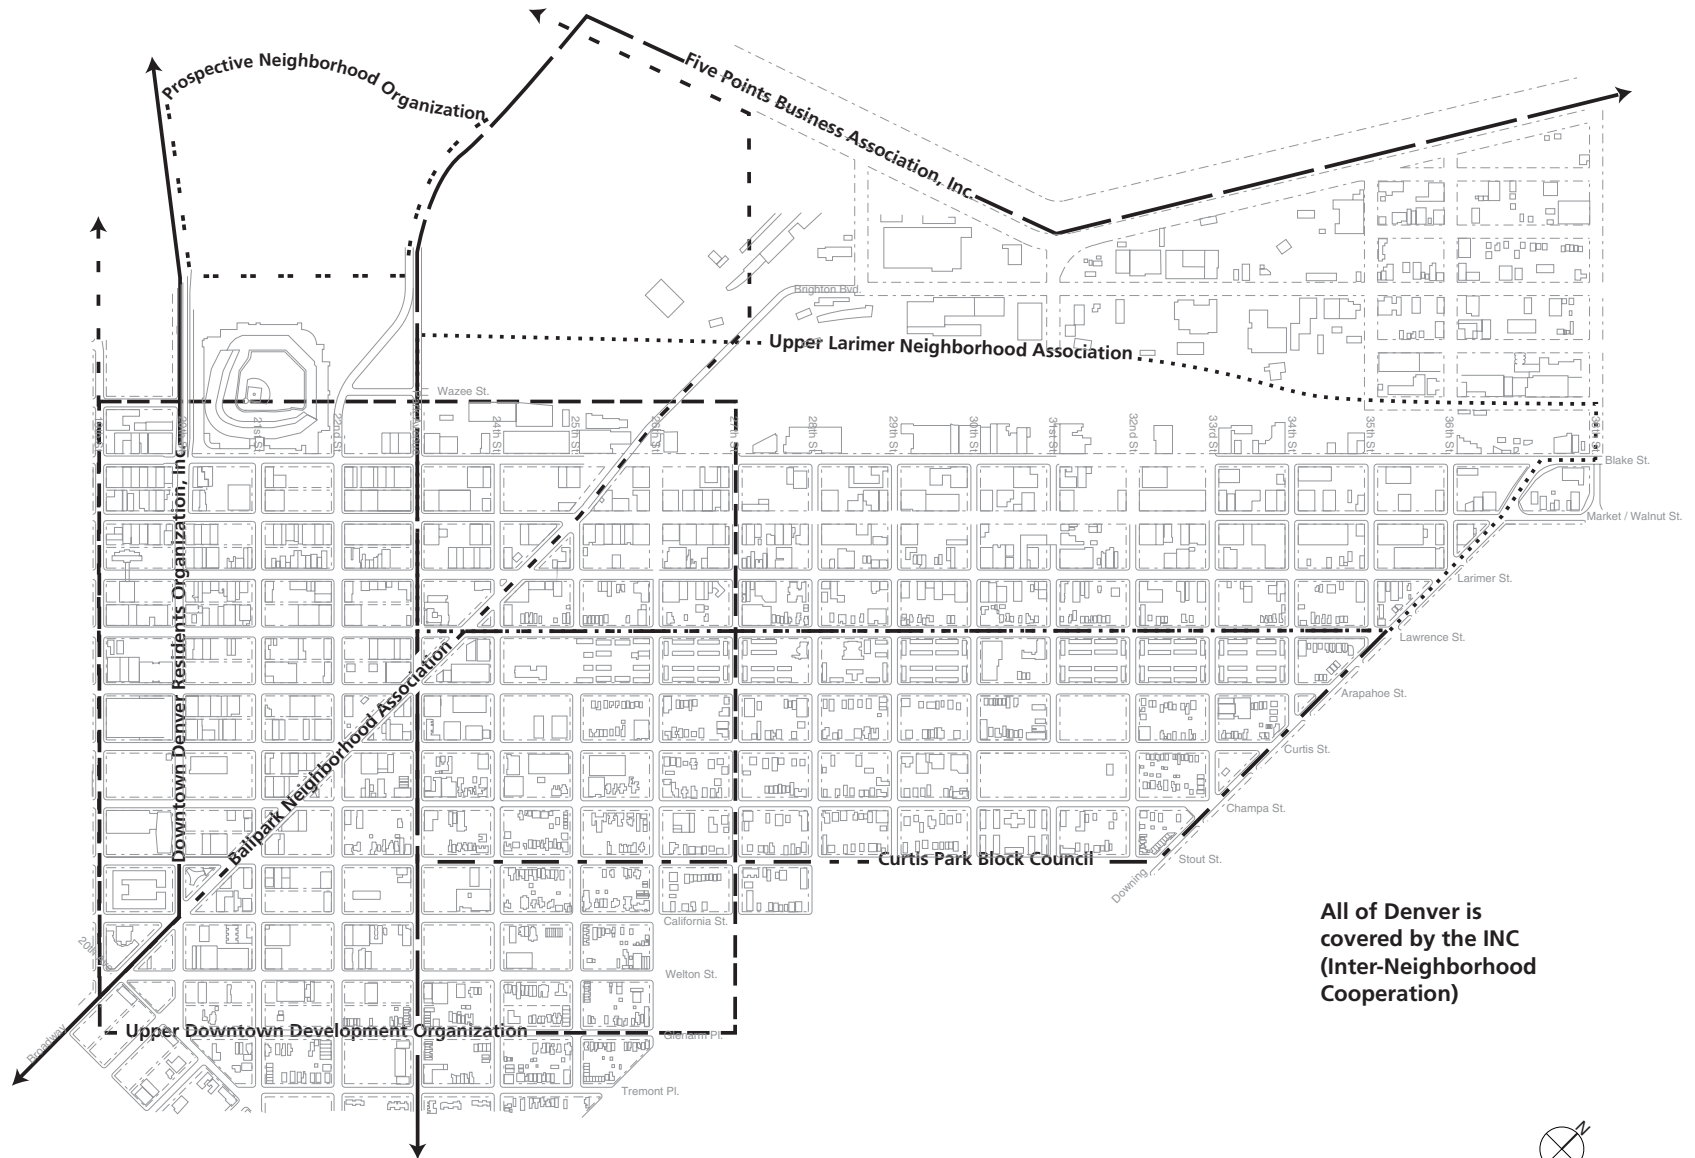 Prospective Neighborhood Organization
Five Points Business Association, Inc.
Brighton Blvd.
Upper Larimer Neighborhood Association
Wazee St.
21st St.
22nd St.
24th St.
25th St.
26th St.
27th St.
28th St.
29th St.
30th St.
31st St.
32nd St.
33rd St.
34th St.
35th St.
36th St.
Blake St.
Market / Walnut St.
Larimer St.
Lawrence St.
Arapahoe St.
Curtis St.
Champa St.
Stout St.
Downing
Downtown Denver Residents Organization, Inc.
Ballpark Neighborhood Association
Curtis Park Block Council
California St.
Welton St.
Upper Downtown Development Organization
Glenarm Pl.
Tremont Pl.
Broadway
All of Denver is
covered by the INC
(Inter-Neighborhood
Cooperation)
N